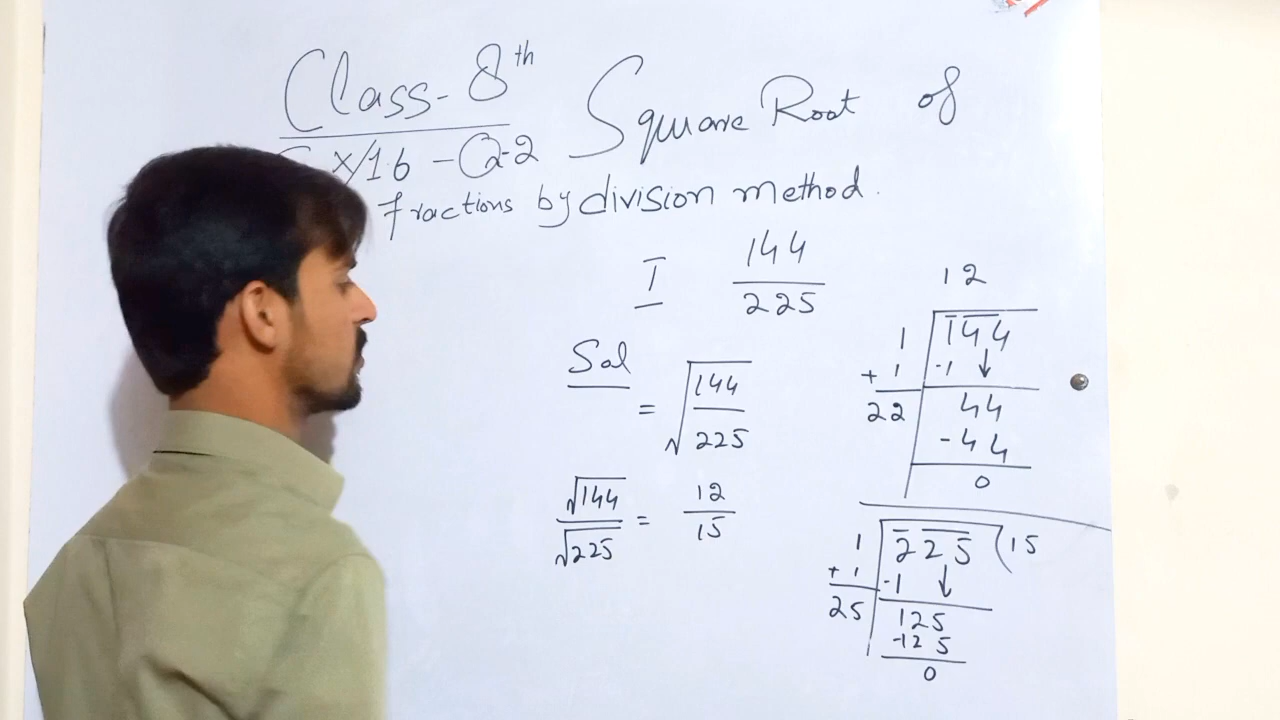 Class-8th Square Root of
x/1.6 - Q-2
fractions by division method.
I 144/225
Sol
= √144/225
√144/√225 = 12/15
12
1 144
+ 1 -1 ↓
22 44
-44
0
1 225 (15
+ 1 -1 ↓
25 125
-125
0